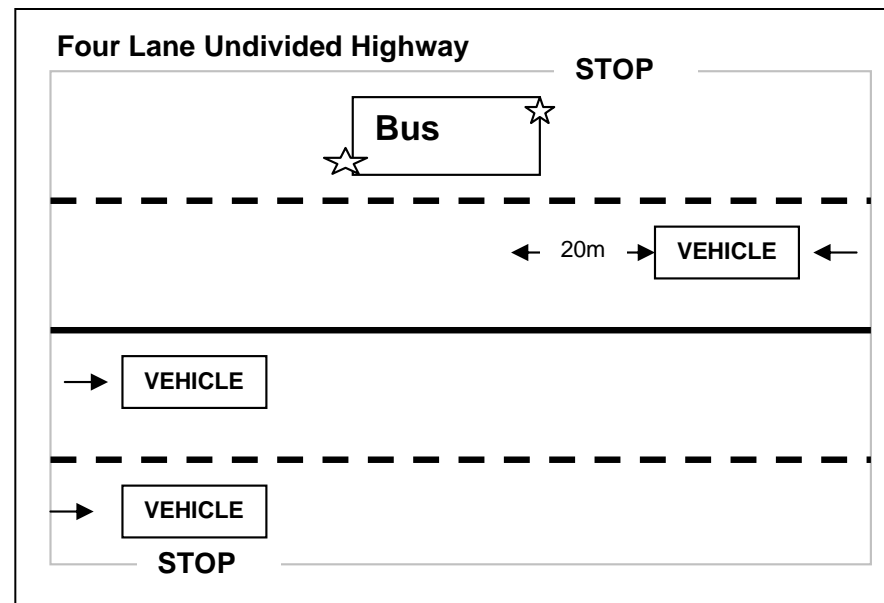 Four Lane Undivided Highway
STOP
Bus
20m
VEHICLE
VEHICLE
VEHICLE
STOP